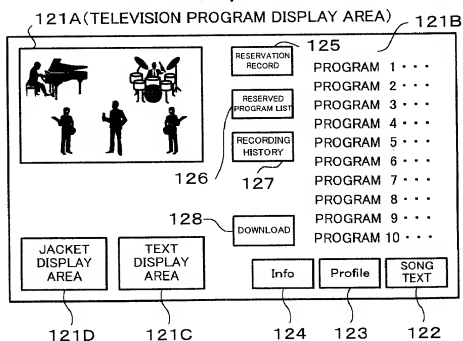 121A(TELEVISION PROGRAM DISPLAY AREA)
125
121B
RESERVATION
RECORD
RESERVED
PROGRAM LIST
RECORDING
HISTORY
126
127
128
DOWNLOAD
PROGRAM 1 · · ·
PROGRAM 2 · · ·
PROGRAM 3 · · ·
PROGRAM 4 · · ·
PROGRAM 5 · · ·
PROGRAM 6 · · ·
PROGRAM 7 · · ·
PROGRAM 8 · · ·
PROGRAM 9 · · ·
PROGRAM 10 · · ·
JACKET
DISPLAY
AREA
TEXT
DISPLAY
AREA
Info
Profile
SONG
TEXT
121D
121C
124
123
122